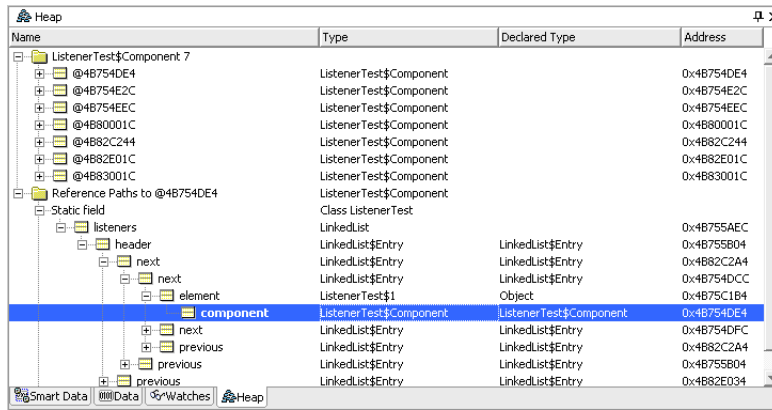 Heap
Name Type Declared Type Address
ListenerTest$Component 7
@4B754DE4 ListenerTest$Component 0x4B754DE4
@4B754E2C ListenerTest$Component 0x4B754E2C
@4B754EEC ListenerTest$Component 0x4B754EEC
@4B80001C ListenerTest$Component 0x4B80001C
@4B82C244 ListenerTest$Component 0x4B82C244
@4B82E01C ListenerTest$Component 0x4B82E01C
@4B83001C ListenerTest$Component 0x4B83001C
Reference Paths to @4B754DE4 ListenerTest$Component
Static field Class ListenerTest
listeners LinkedList 0x4B755AEC
header LinkedList$Entry LinkedList$Entry 0x4B755B04
next LinkedList$Entry LinkedList$Entry 0x4B82C2A4
next LinkedList$Entry LinkedList$Entry 0x4B754DCC
element ListenerTest$1 Object 0x4B75C1B4
component ListenerTest$Component ListenerTest$Component 0x4B754DE4
next LinkedList$Entry LinkedList$Entry 0x4B754DFC
previous LinkedList$Entry LinkedList$Entry 0x4B82C2A4
previous LinkedList$Entry LinkedList$Entry 0x4B755B04
previous LinkedList$Entry LinkedList$Entry 0x4B82E034
Smart Data Data Watches Heap